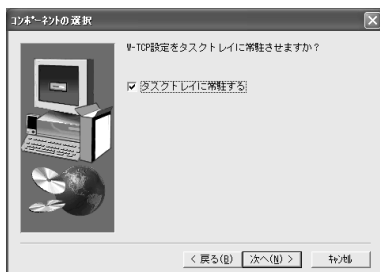 ｺﾝﾎﾟｰﾈﾝﾄの選択
W-TCP設定をタスクトレイに常駐させますか？
タスクトレイに常駐する
< 戻る(B)
次へ(N) >
ｷｬﾝｾﾙ